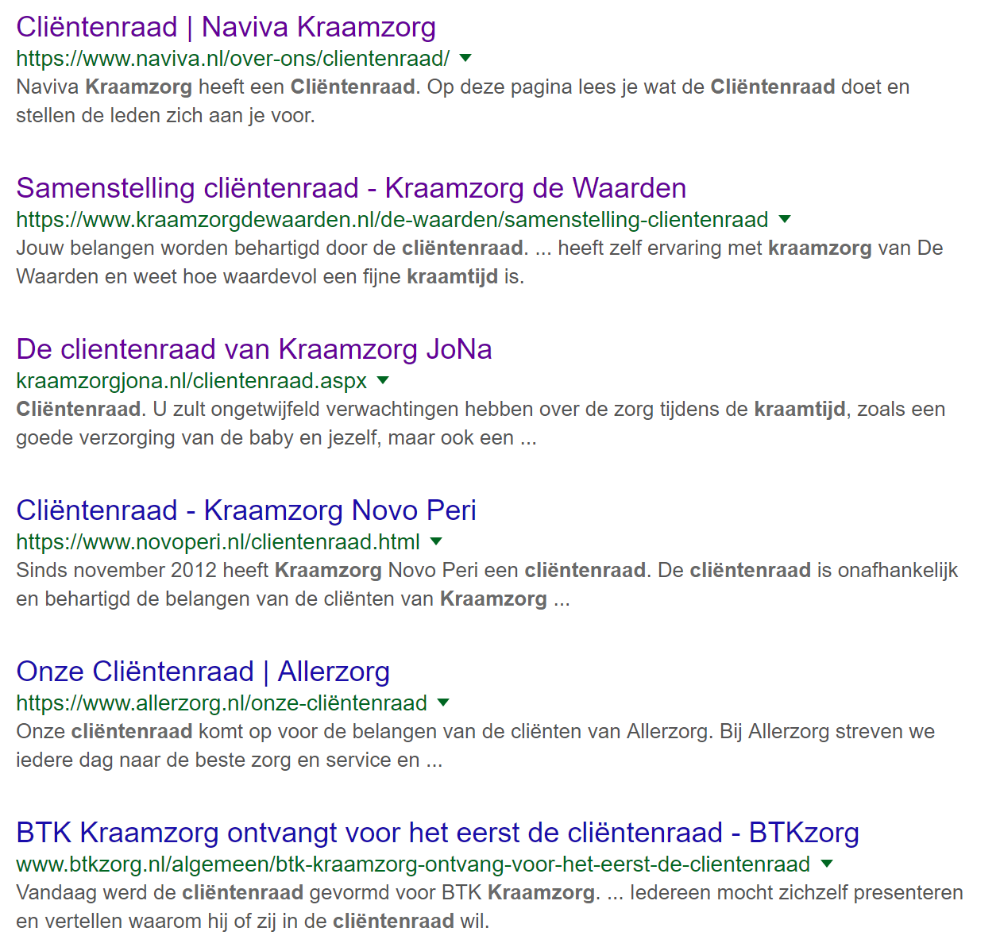 Cliëntenraad | Naviva Kraamzorg
https://www.naviva.nl/over-ons/clientenraad/
Naviva Kraamzorg heeft een Cliëntenraad. Op deze pagina lees je wat de Cliëntenraad doet en
stellen de leden zich aan je voor.
Samenstelling cliëntenraad - Kraamzorg de Waarden
https://www.kraamzorgdewaarden.nl/de-waarden/samenstelling-clientenraad
Jouw belangen worden behartigd door de cliëntenraad. ... heeft zelf ervaring met kraamzorg van De
Waarden en weet hoe waardevol een fijne kraamtijd is.
De clientenraad van Kraamzorg JoNa
kraamzorgjona.nl/clientenraad.aspx
Cliëntenraad. U zult ongetwijfeld verwachtingen hebben over de zorg tijdens de kraamtijd, zoals een
goede verzorging van de baby en jezelf, maar ook een ...
Cliëntenraad - Kraamzorg Novo Peri
https://www.novoperi.nl/clientenraad.html
Sinds november 2012 heeft Kraamzorg Novo Peri een cliëntenraad. De cliëntenraad is onafhankelijk
en behartigd de belangen van de cliënten van Kraamzorg ...
Onze Cliëntenraad | Allerzorg
https://www.allerzorg.nl/onze-cliëntenraad
Onze cliëntenraad komt op voor de belangen van de cliënten van Allerzorg. Bij Allerzorg streven we
iedere dag naar de beste zorg en service en ...
BTK Kraamzorg ontvangt voor het eerst de cliëntenraad - BTKzorg
www.btkzorg.nl/algemeen/btk-kraamzorg-ontvang-voor-het-eerst-de-clientenraad
Vandaag werd de cliëntenraad gevormd voor BTK Kraamzorg. ... Iedereen mocht zichzelf presenteren
en vertellen waarom hij of zij in de cliëntenraad wil.